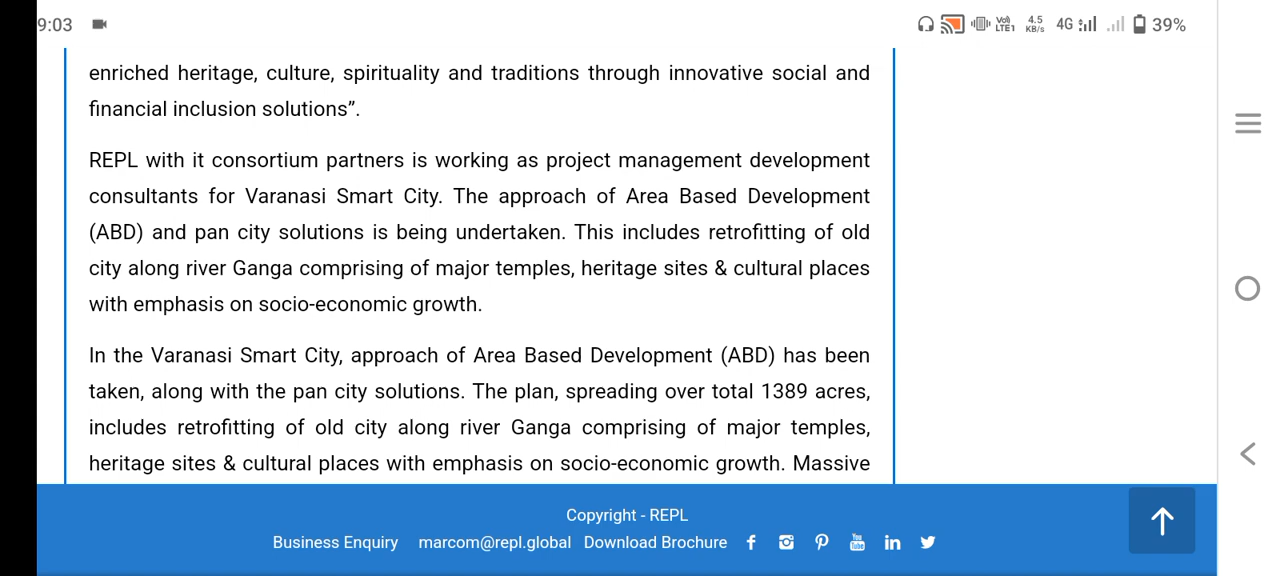 9:03 Vo) LTE1 4.5 KB/s 4G 39%
enriched heritage, culture, spirituality and traditions through innovative social and
financial inclusion solutions”.
REPL with it consortium partners is working as project management development
consultants for Varanasi Smart City. The approach of Area Based Development
(ABD) and pan city solutions is being undertaken. This includes retrofitting of old
city along river Ganga comprising of major temples, heritage sites & cultural places
with emphasis on socio-economic growth.
In the Varanasi Smart City, approach of Area Based Development (ABD) has been
taken, along with the pan city solutions. The plan, spreading over total 1389 acres,
includes retrofitting of old city along river Ganga comprising of major temples,
heritage sites & cultural places with emphasis on socio-economic growth. Massive
Copyright - REPL
Business Enquiry marcom@repl.global Download Brochure